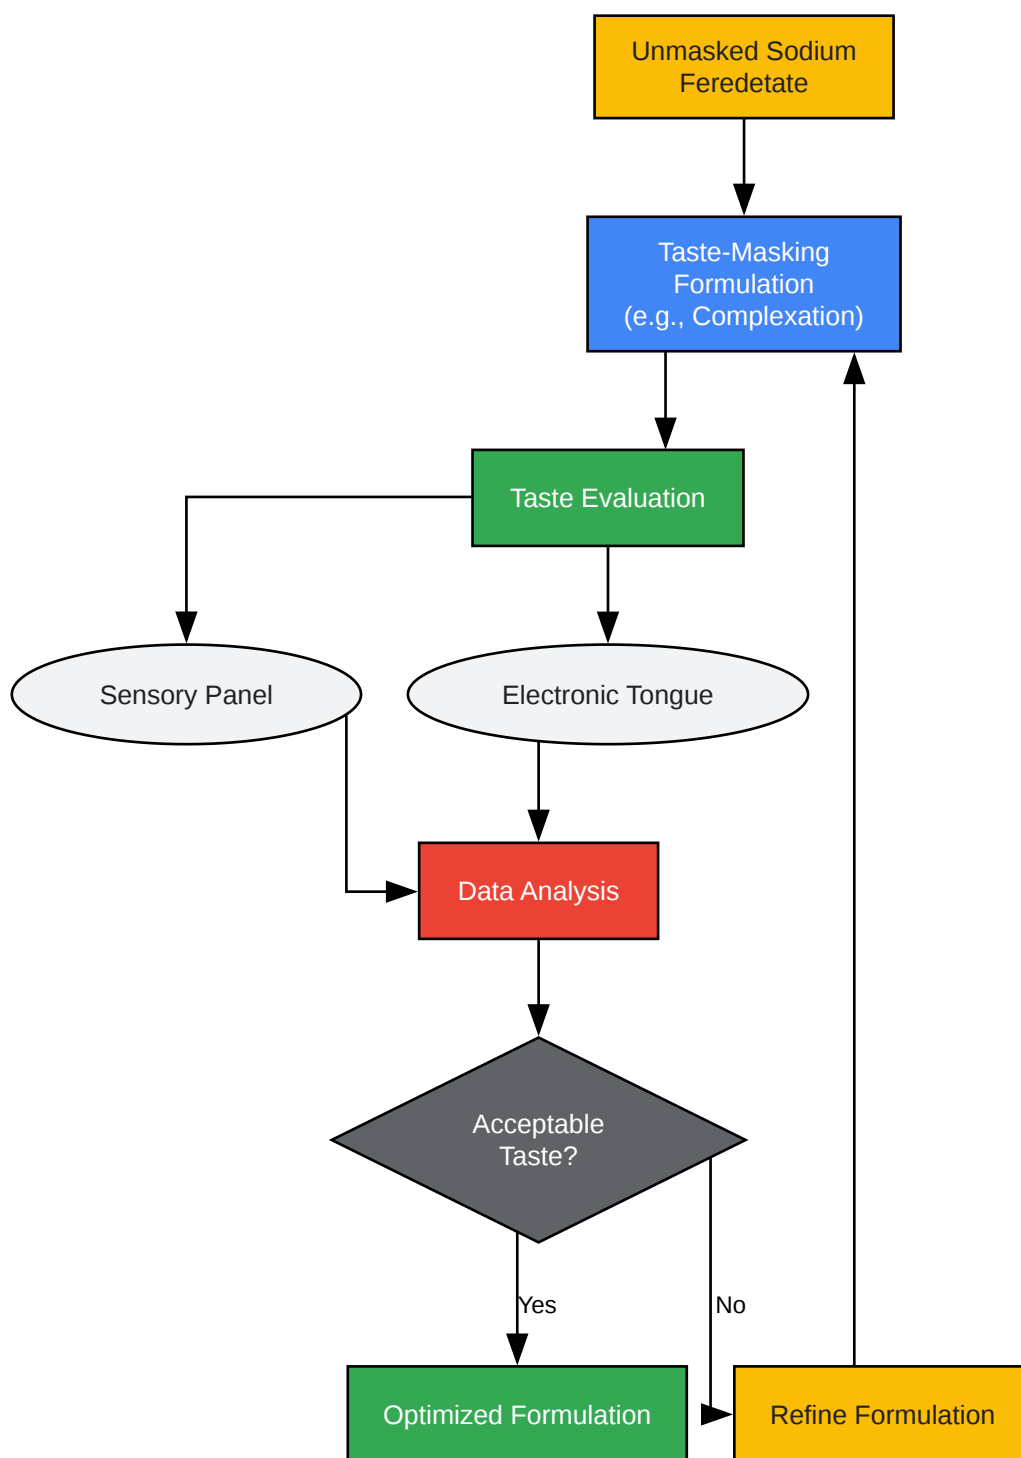 Unmasked Sodium
Feredetate
Taste-Masking
Formulation
(e.g., Complexation)
Taste Evaluation
Sensory Panel
Electronic Tongue
Data Analysis
Acceptable
Taste?
Yes
No
Optimized Formulation
Refine Formulation